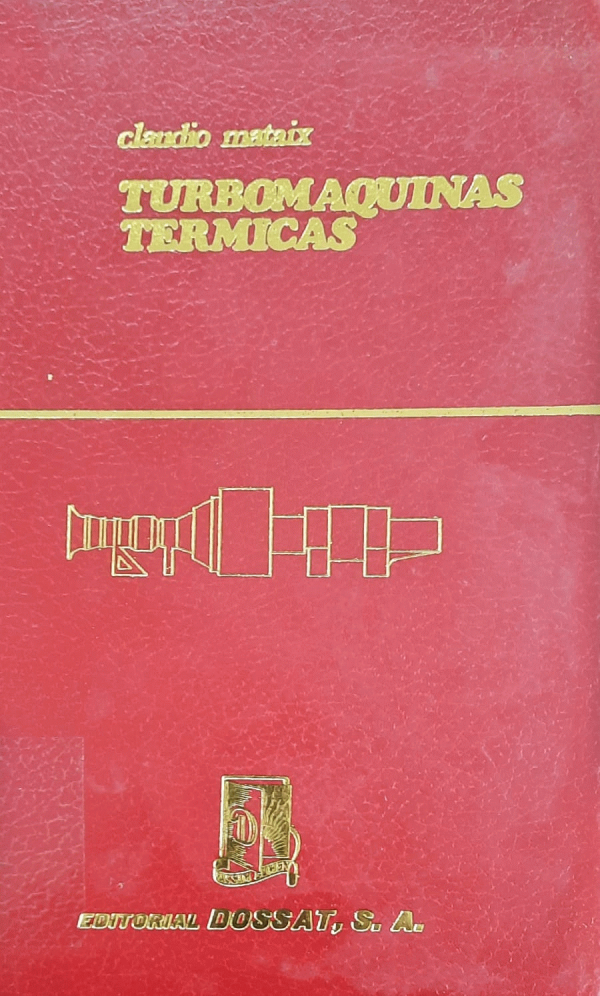 claudio mataix
TURBOMAQUINAS
TERMICAS
D
EDITORIAL DOSSAT, S. A.